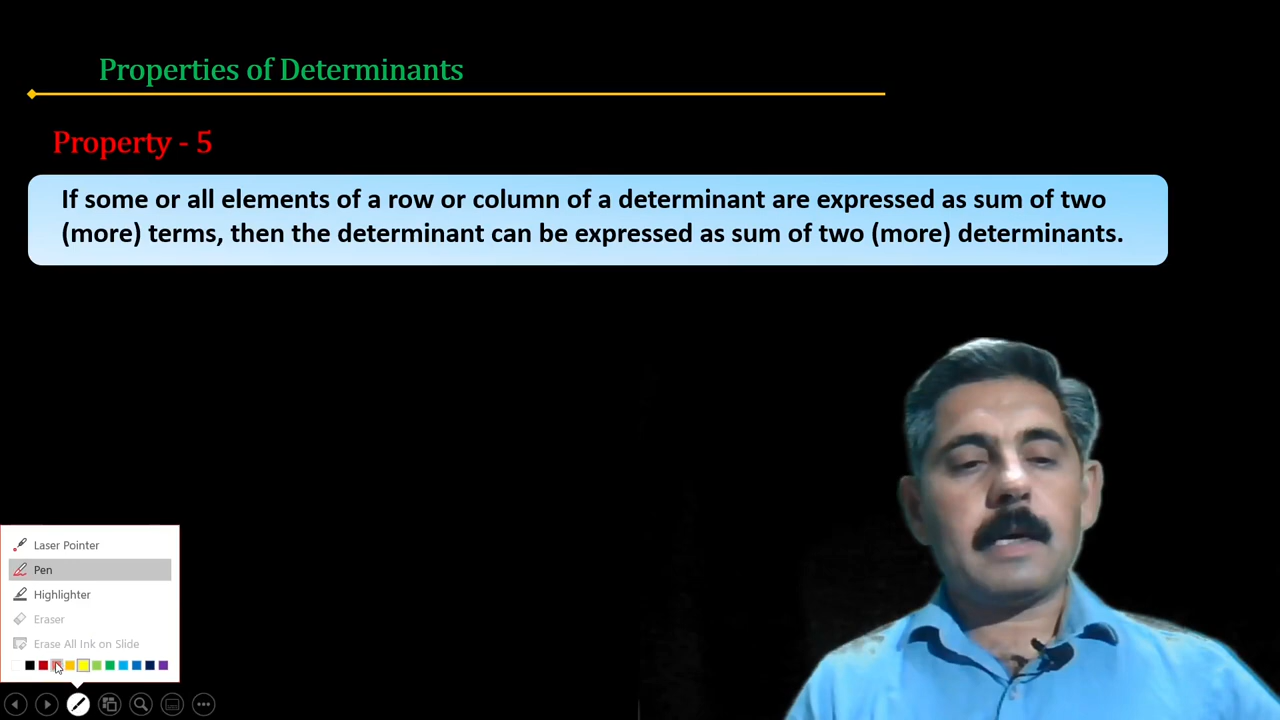 Properties of Determinants
Property - 5
If some or all elements of a row or column of a determinant are expressed as sum of two
(more) terms, then the determinant can be expressed as sum of two (more) determinants.
Laser Pointer
Pen
Highlighter
Eraser
Erase All Ink on Slide